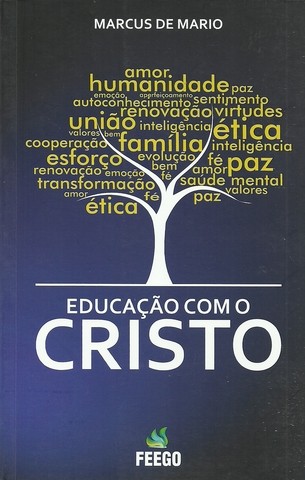 MARCUS DE MARIO
amor
humanidade paz
emoção aperfeiçoamento sentimento
autoconhecimento
renovação virtudes
união inteligência ética
valores bem família
cooperação inteligência
esforço evolução fé paz
bem amor
renovação emoção fé saúde mental
transformação valores
amor fé paz
ética
EDUCAÇÃO COM O
CRISTO
FEEGO